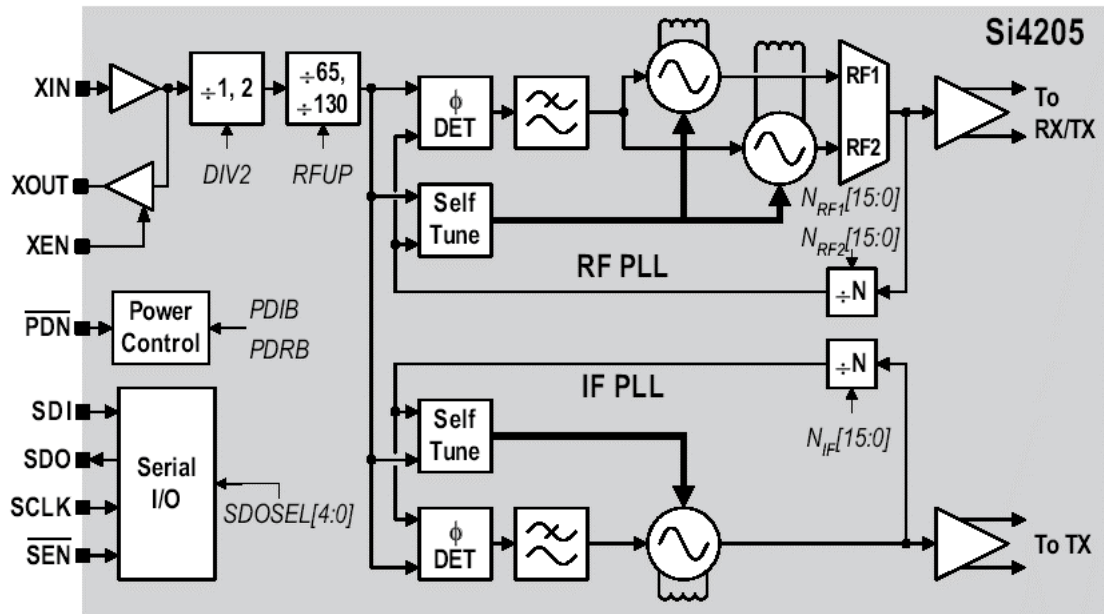 Si4205
XIN
÷1, 2
÷65,
÷130
DIV2
RFUP
XOUT
XEN
ϕ
DET
RF1
RF2
To
RX/TX
Self
Tune
N_RF1[15:0]
N_RF2[15:0]
RF PLL
÷N
PDN
Power
Control
PDIB
PDRB
÷N
IF PLL
N_IF[15:0]
SDI
SDO
SCLK
SEN
Serial
I/O
SDOSEL[4:0]
Self
Tune
ϕ
DET
To TX